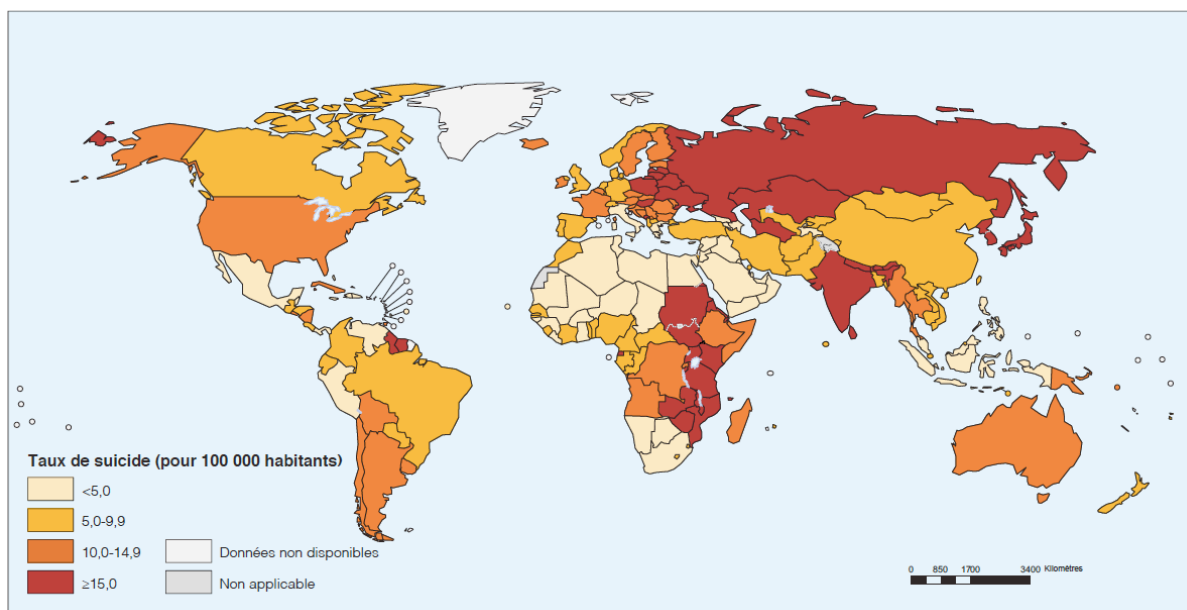 Taux de suicide (pour 100 000 habitants)
<5,0
5,0-9,9
10,0-14,9
≥15,0
Données non disponibles
Non applicable
0 850 1700 3400 Kilomètres